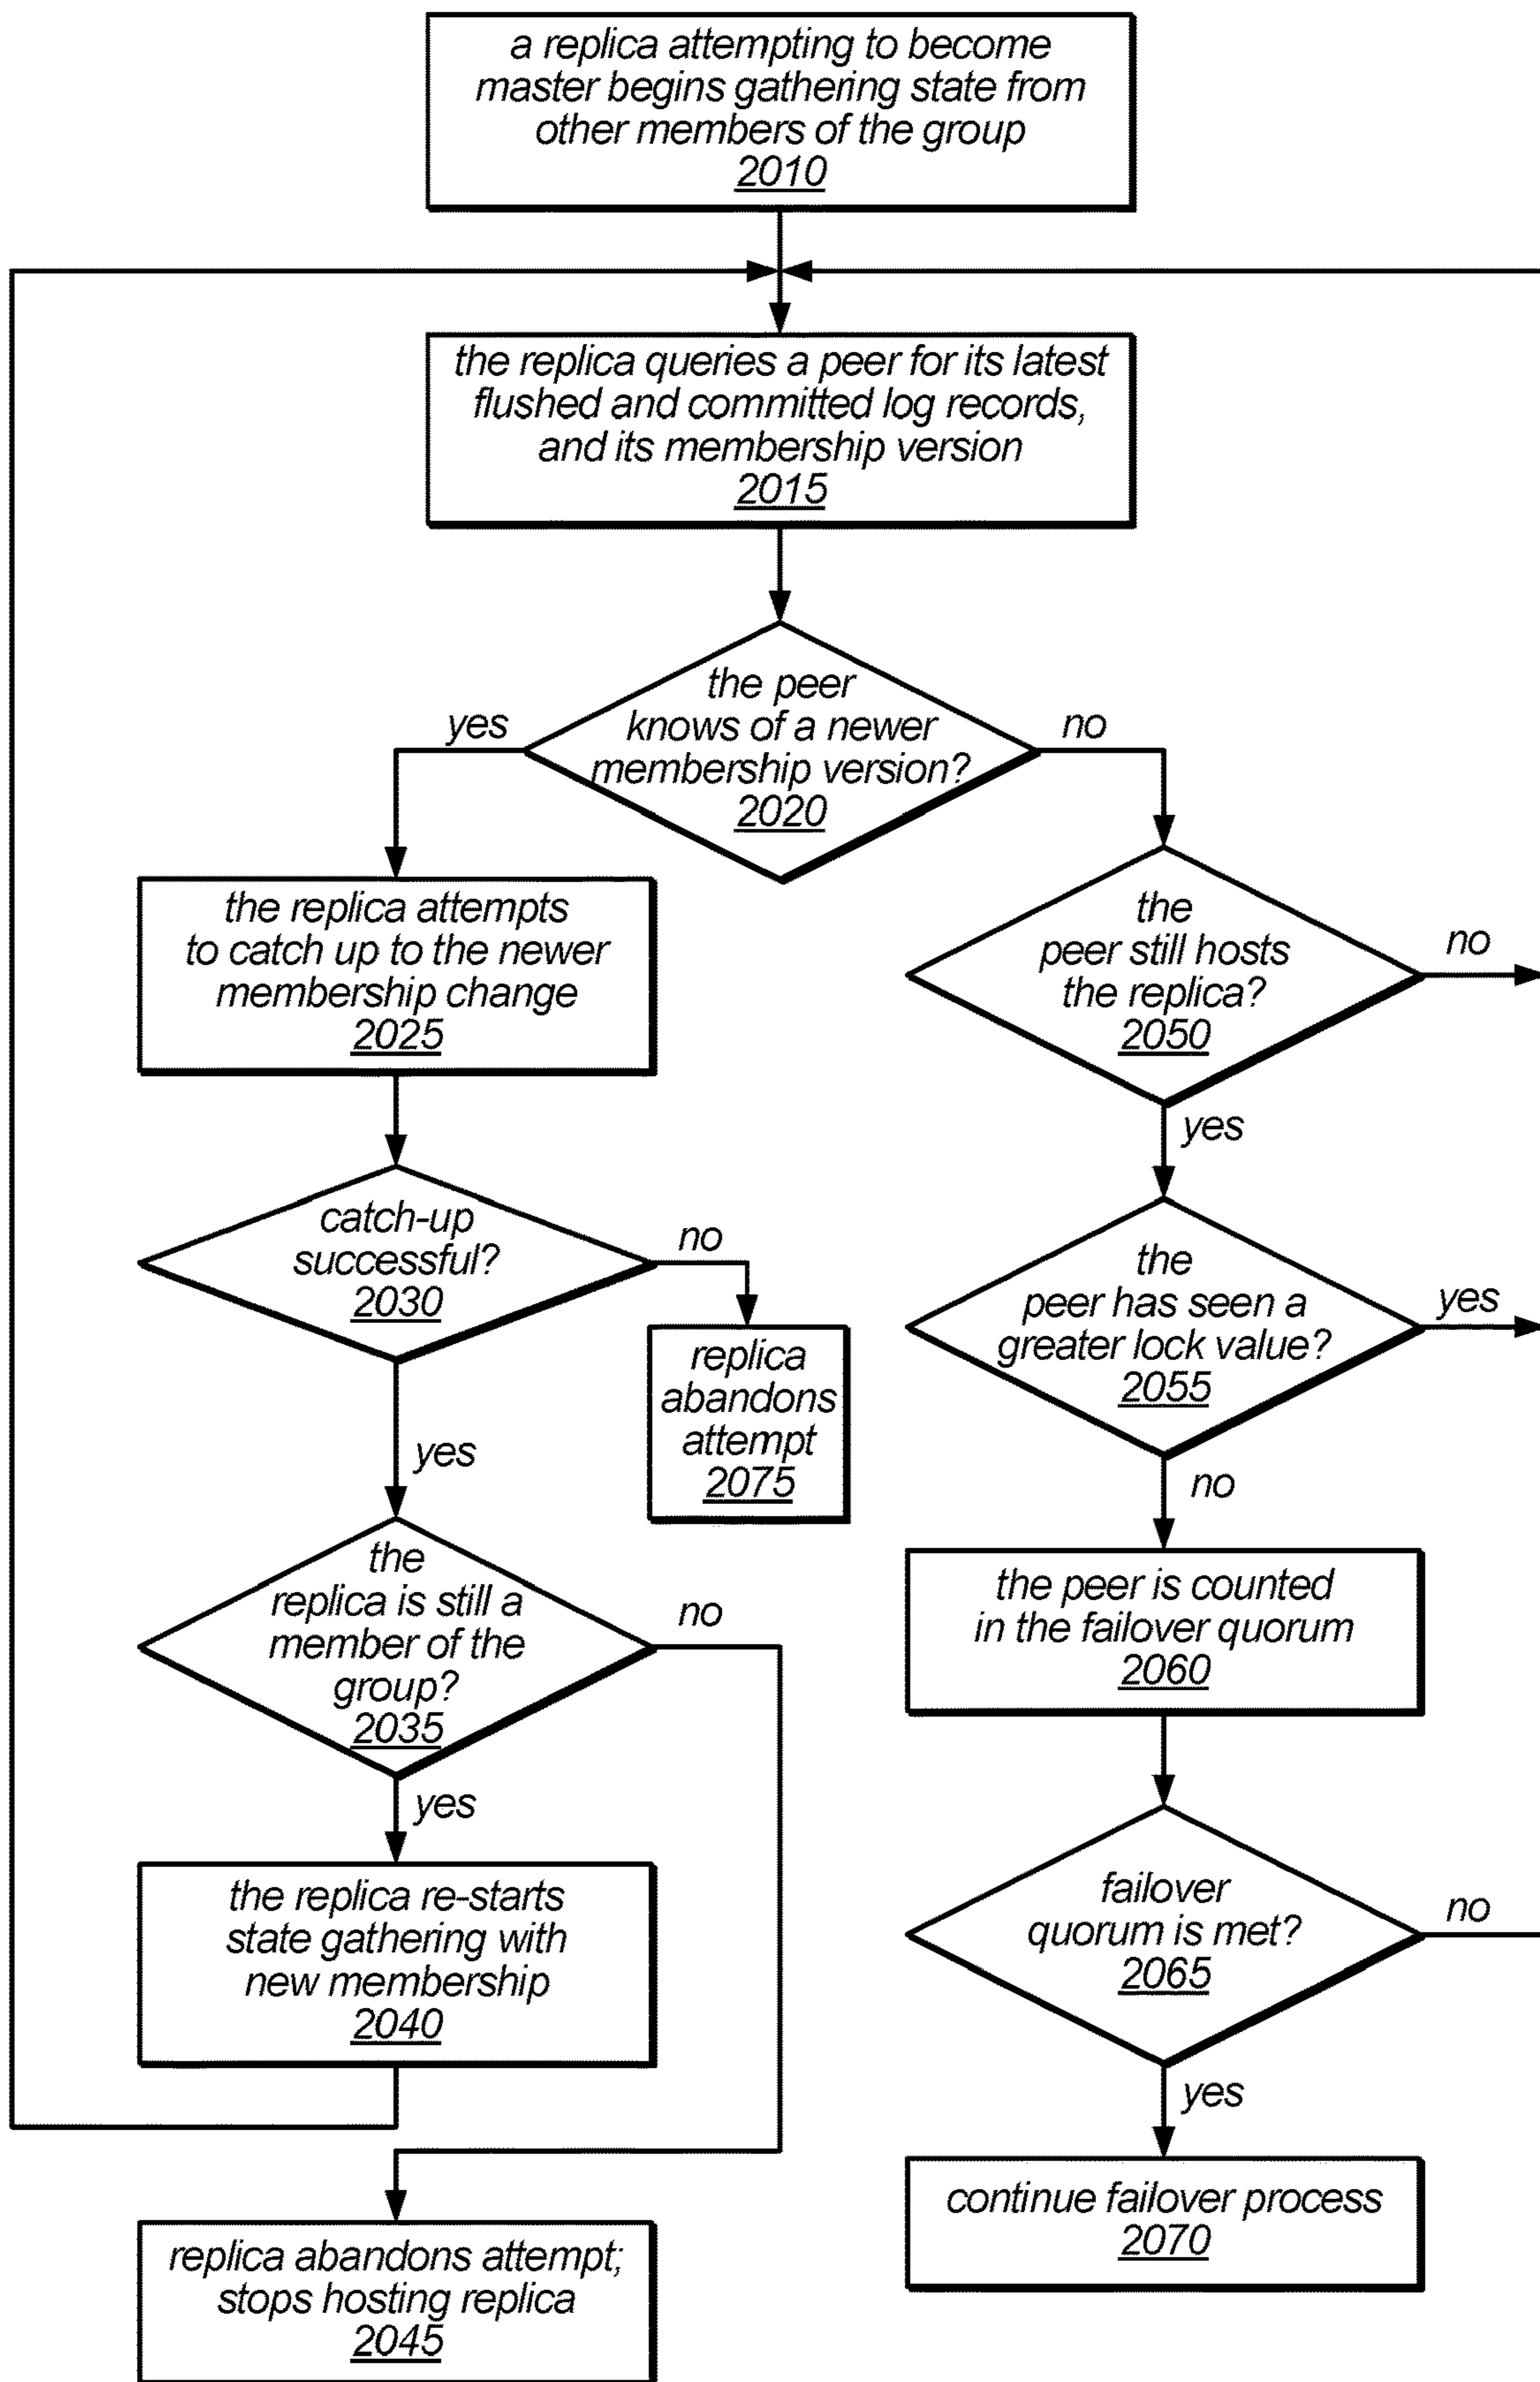 a replica attempting to become
master begins gathering state from
other members of the group
2010
the replica queries a peer for its latest
flushed and committed log records,
and its membership version
2015
the peer
knows of a newer
membership version?
2020
yes
no
the replica attempts
to catch up to the newer
membership change
2025
the
peer still hosts
the replica?
2050
no
yes
catch-up
successful?
2030
no
yes
replica
abandons
attempt
2075
the
peer has seen a
greater lock value?
2055
yes
no
the
replica is still a
member of the
group?
2035
no
yes
the peer is counted
in the failover quorum
2060
the replica re-starts
state gathering with
new membership
2040
failover
quorum is met?
2065
no
yes
replica abandons attempt;
stops hosting replica
2045
continue failover process
2070